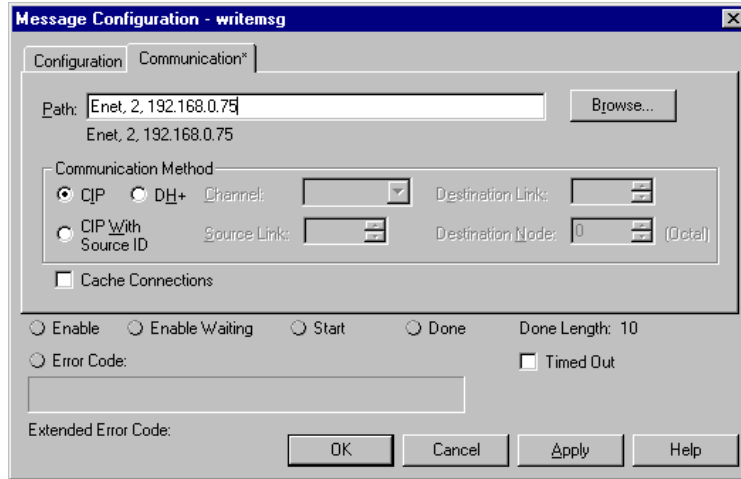 Message Configuration - writemsg
Configuration Communication*
Path: Enet, 2, 192.168.0.75 Browse...
Enet, 2, 192.168.0.75
Communication Method
CIP DH+ Channel: Destination Link:
CIP With Source ID Source Link: Destination Node: 0 (Octal)
Cache Connections
Enable Enable Waiting Start Done Done Length: 10
Error Code: Timed Out
Extended Error Code:
OK Cancel Apply Help